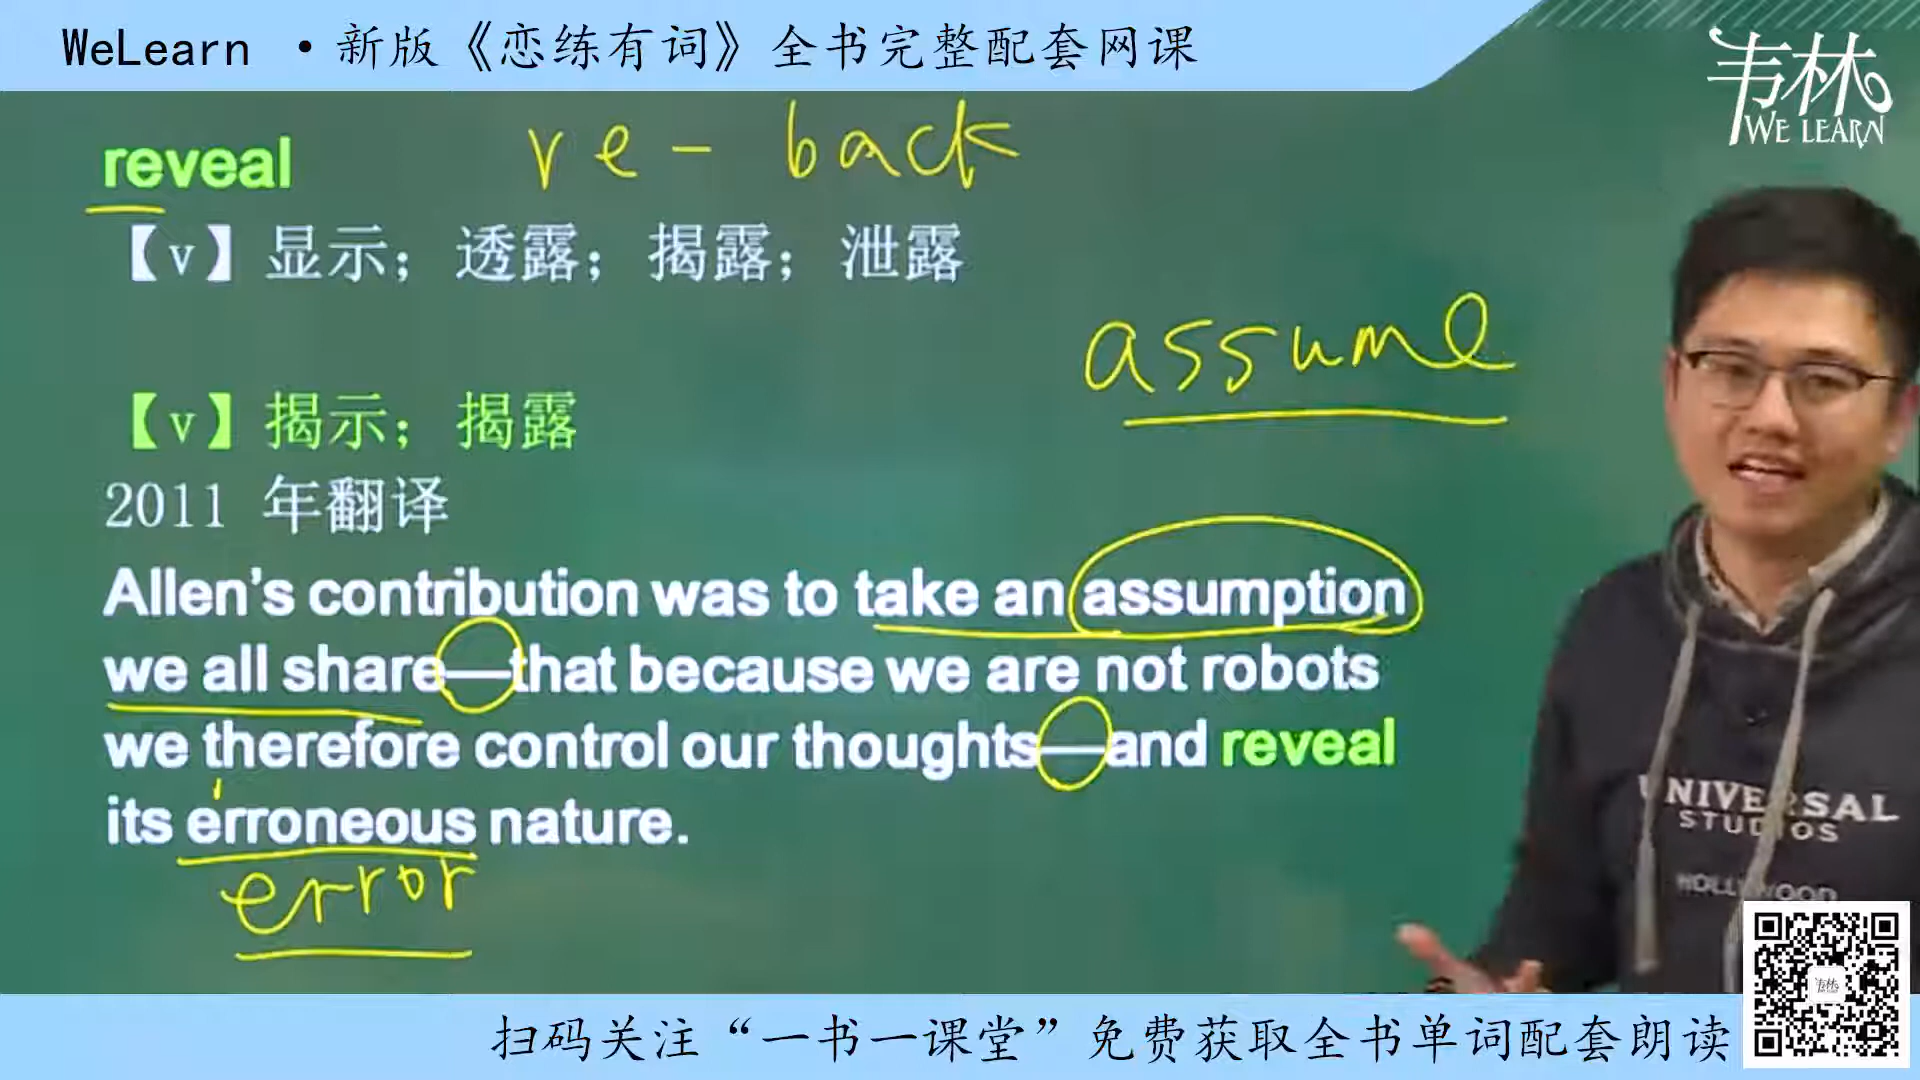 WeLearn ·新版《恋练有词》全书完整配套网课
韦林
WE LEARN
reveal
re- back
【v】显示；透露；揭露；泄露
assume
【v】揭示；揭露
2011 年翻译
Allen’s contribution was to take an assumption
we all share—that because we are not robots
we therefore control our thoughts—and reveal
its erroneous nature.
error
UNIVERSAL
STUDIOS
HOLLYWOOD
韦林
扫码关注“一书一课堂”免费获取全书单词配套朗读